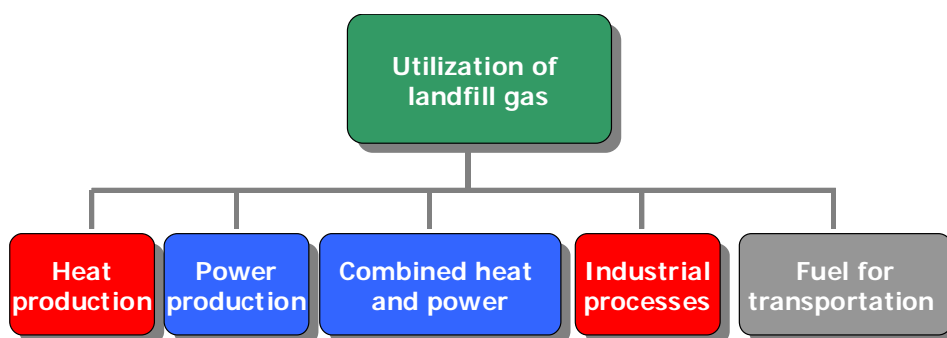 Utilization of
landfill gas
Heat
production
Power
production
Combined heat
and power
Industrial
processes
Fuel for
transportation